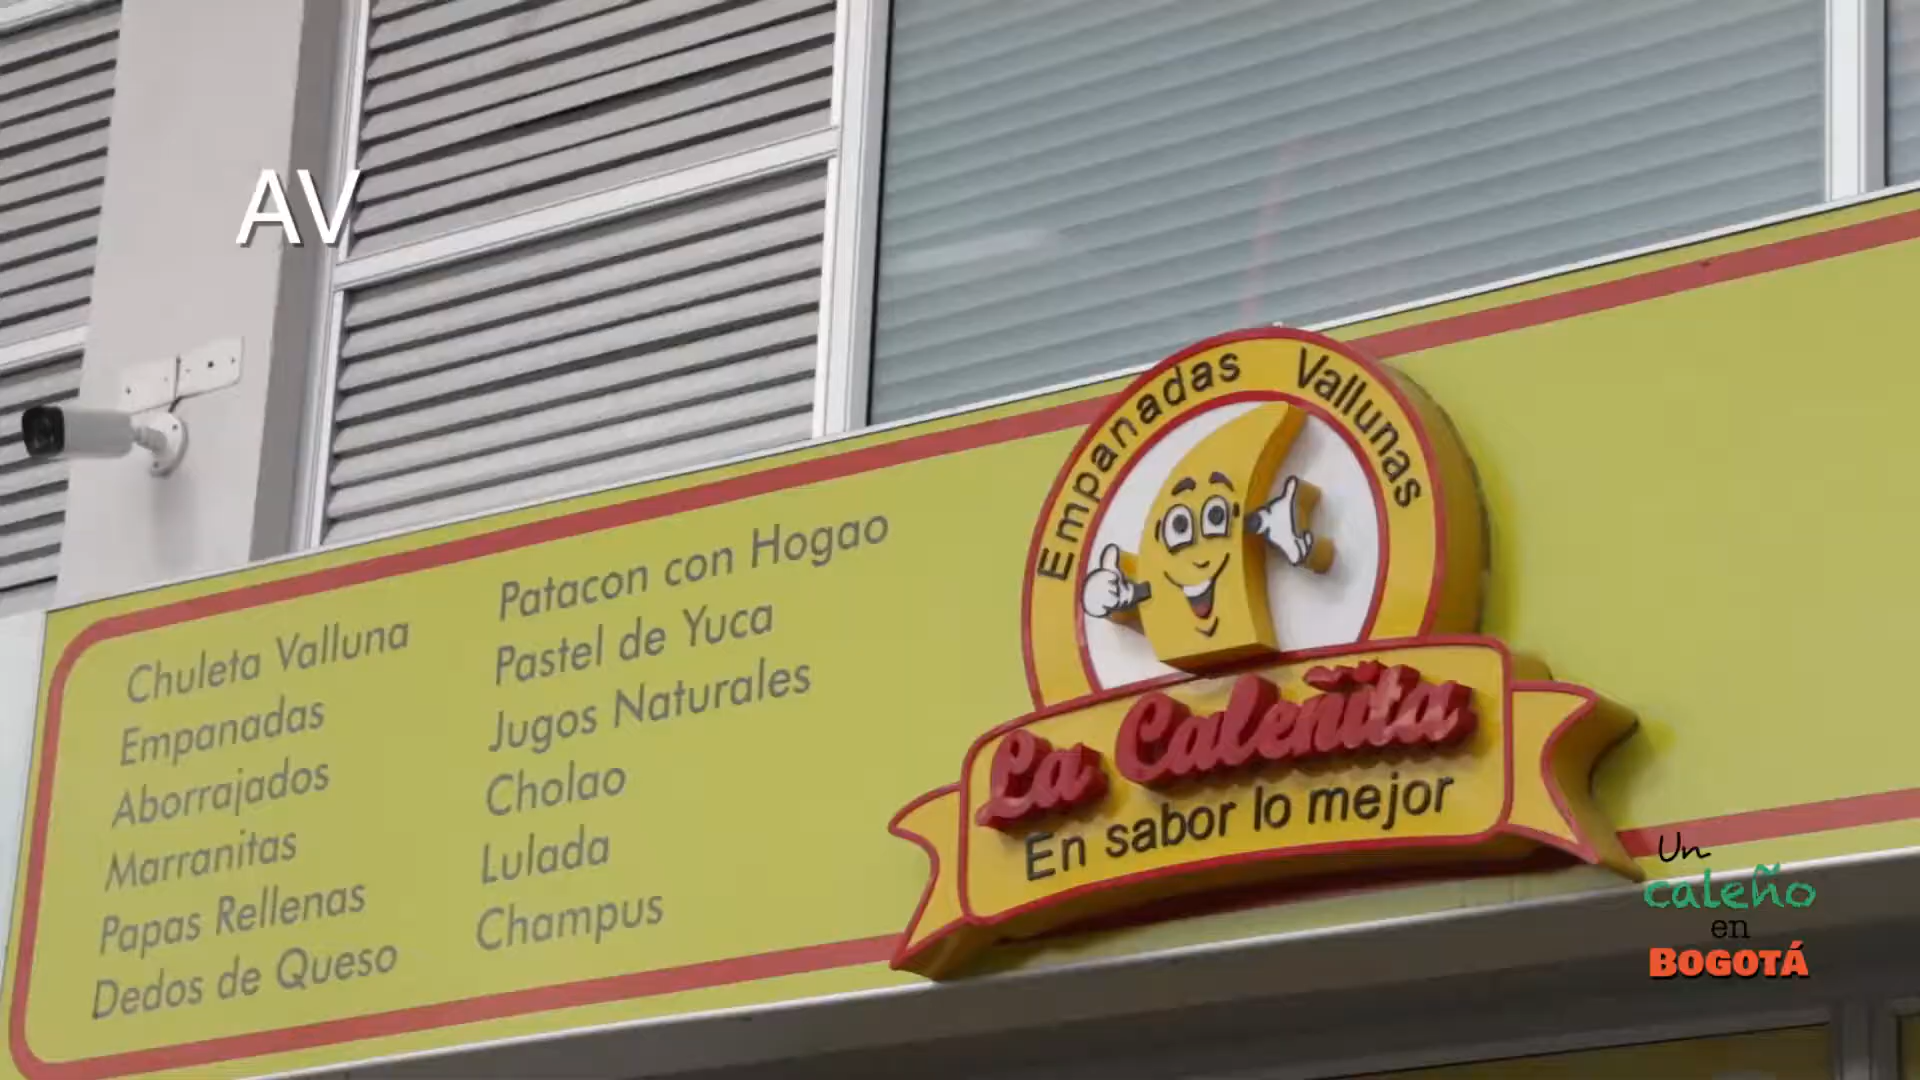 AV
Chuleta Valluna
Empanadas
Aborrajados
Marranitas
Papas Rellenas
Dedos de Queso
Patacon con Hogao
Pastel de Yuca
Jugos Naturales
Cholao
Lulada
Champus
Empanadas Vallunas
La Caleñita
En sabor lo mejor
Un
caleño
en
BOGOTÁ